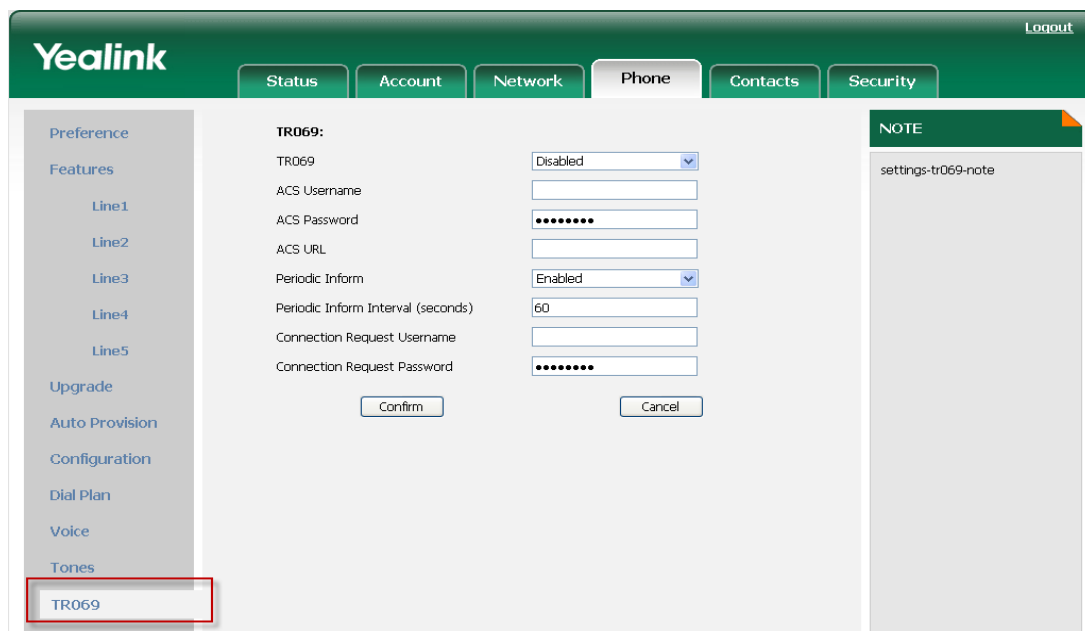 Logout
Yealink
Status Account Network Phone Contacts Security
Preference
Features
Line1
Line2
Line3
Line4
Line5
Upgrade
Auto Provision
Configuration
Dial Plan
Voice
Tones
TR069
TR069:
TR069 Disabled
ACS Username
ACS Password ••••••••
ACS URL
Periodic Inform Enabled
Periodic Inform Interval (seconds) 60
Connection Request Username
Connection Request Password ••••••••
Confirm Cancel
NOTE
settings-tr069-note